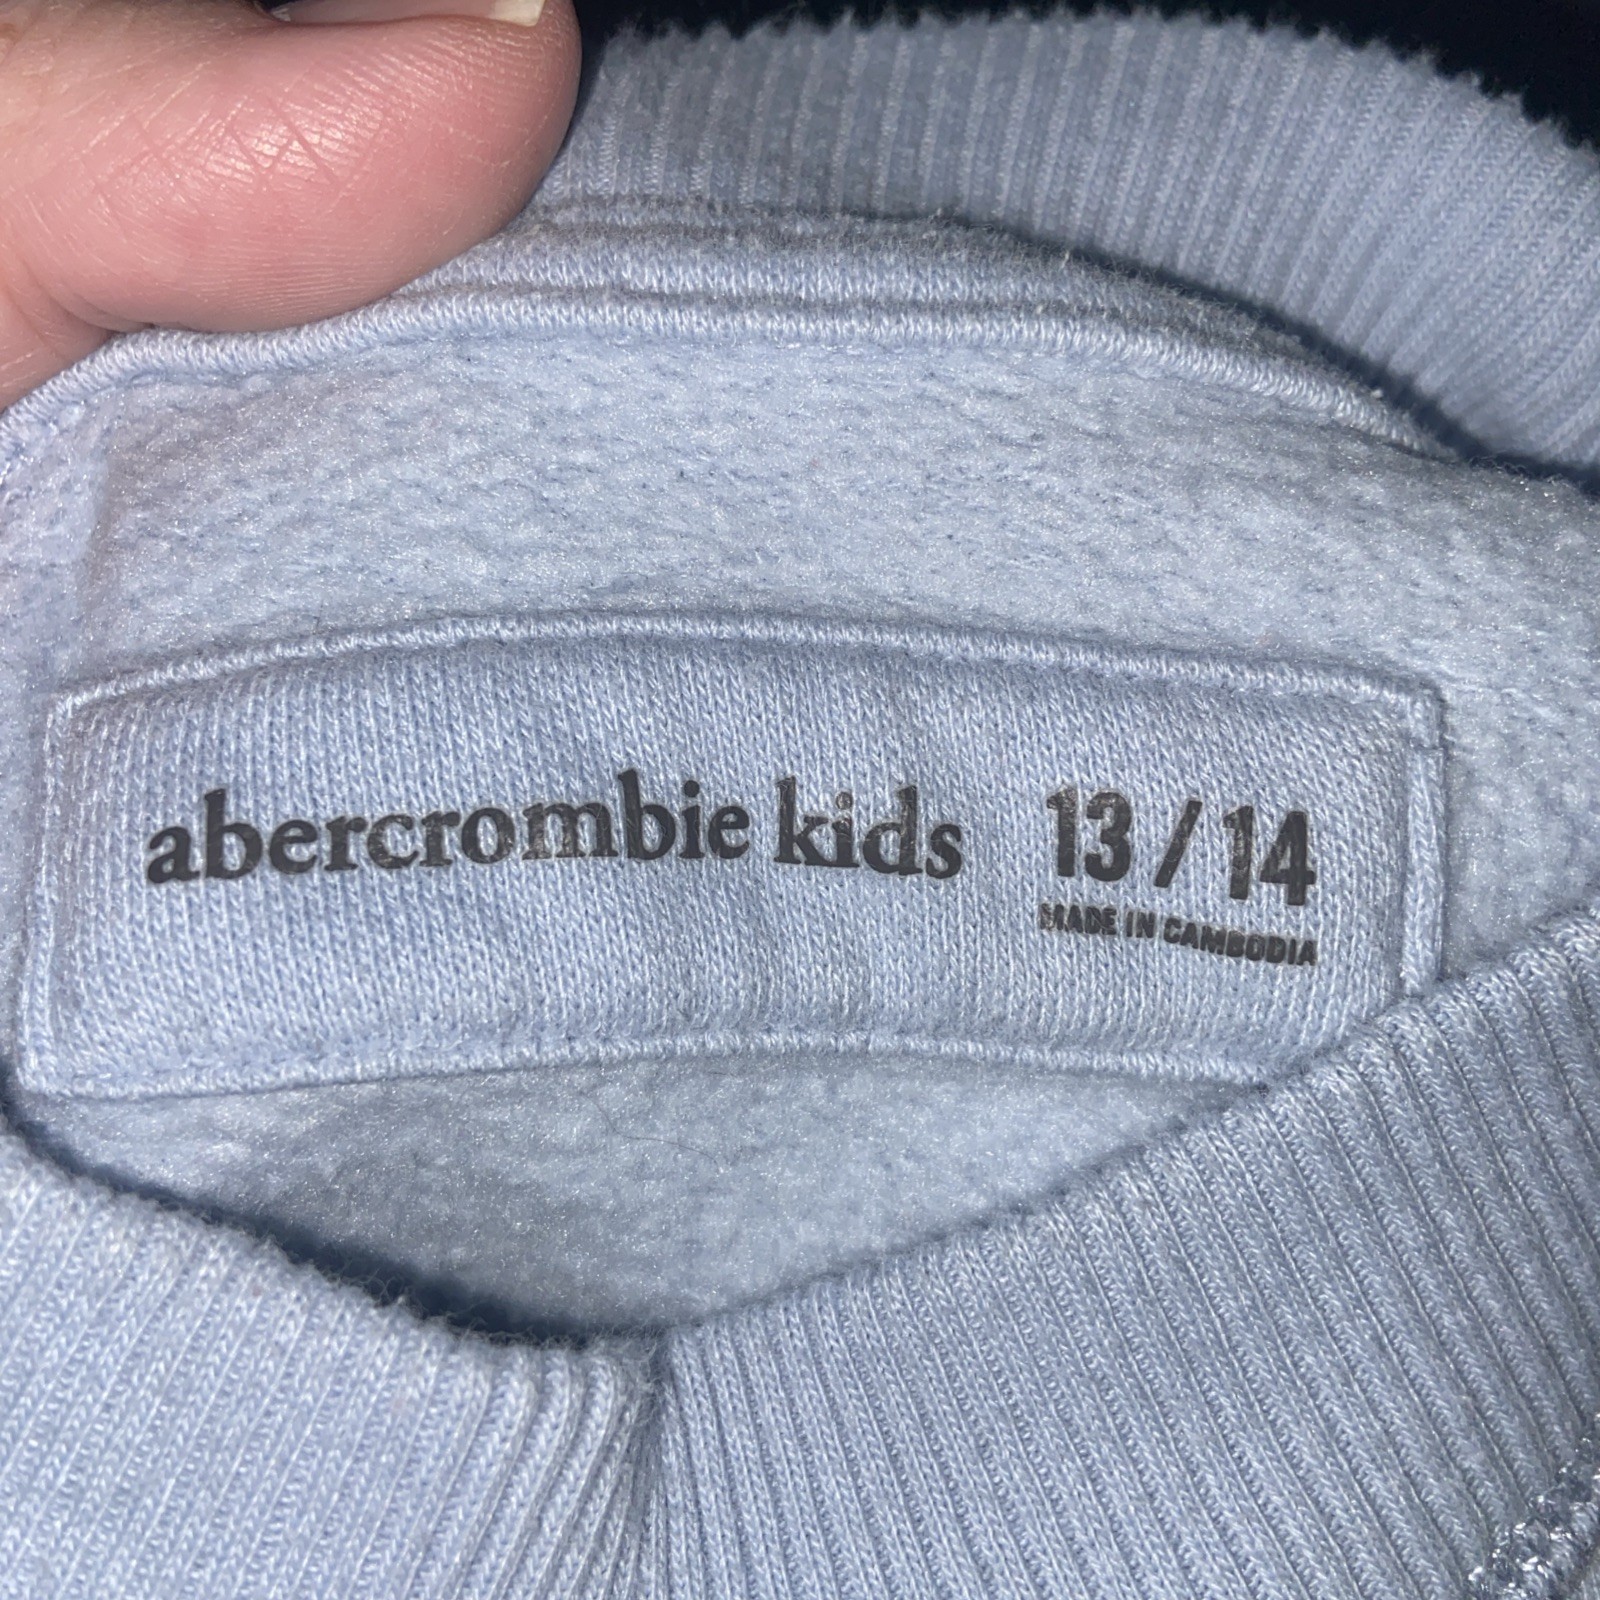 abercrombie kids 13 / 14
MADE IN CAMBODIA